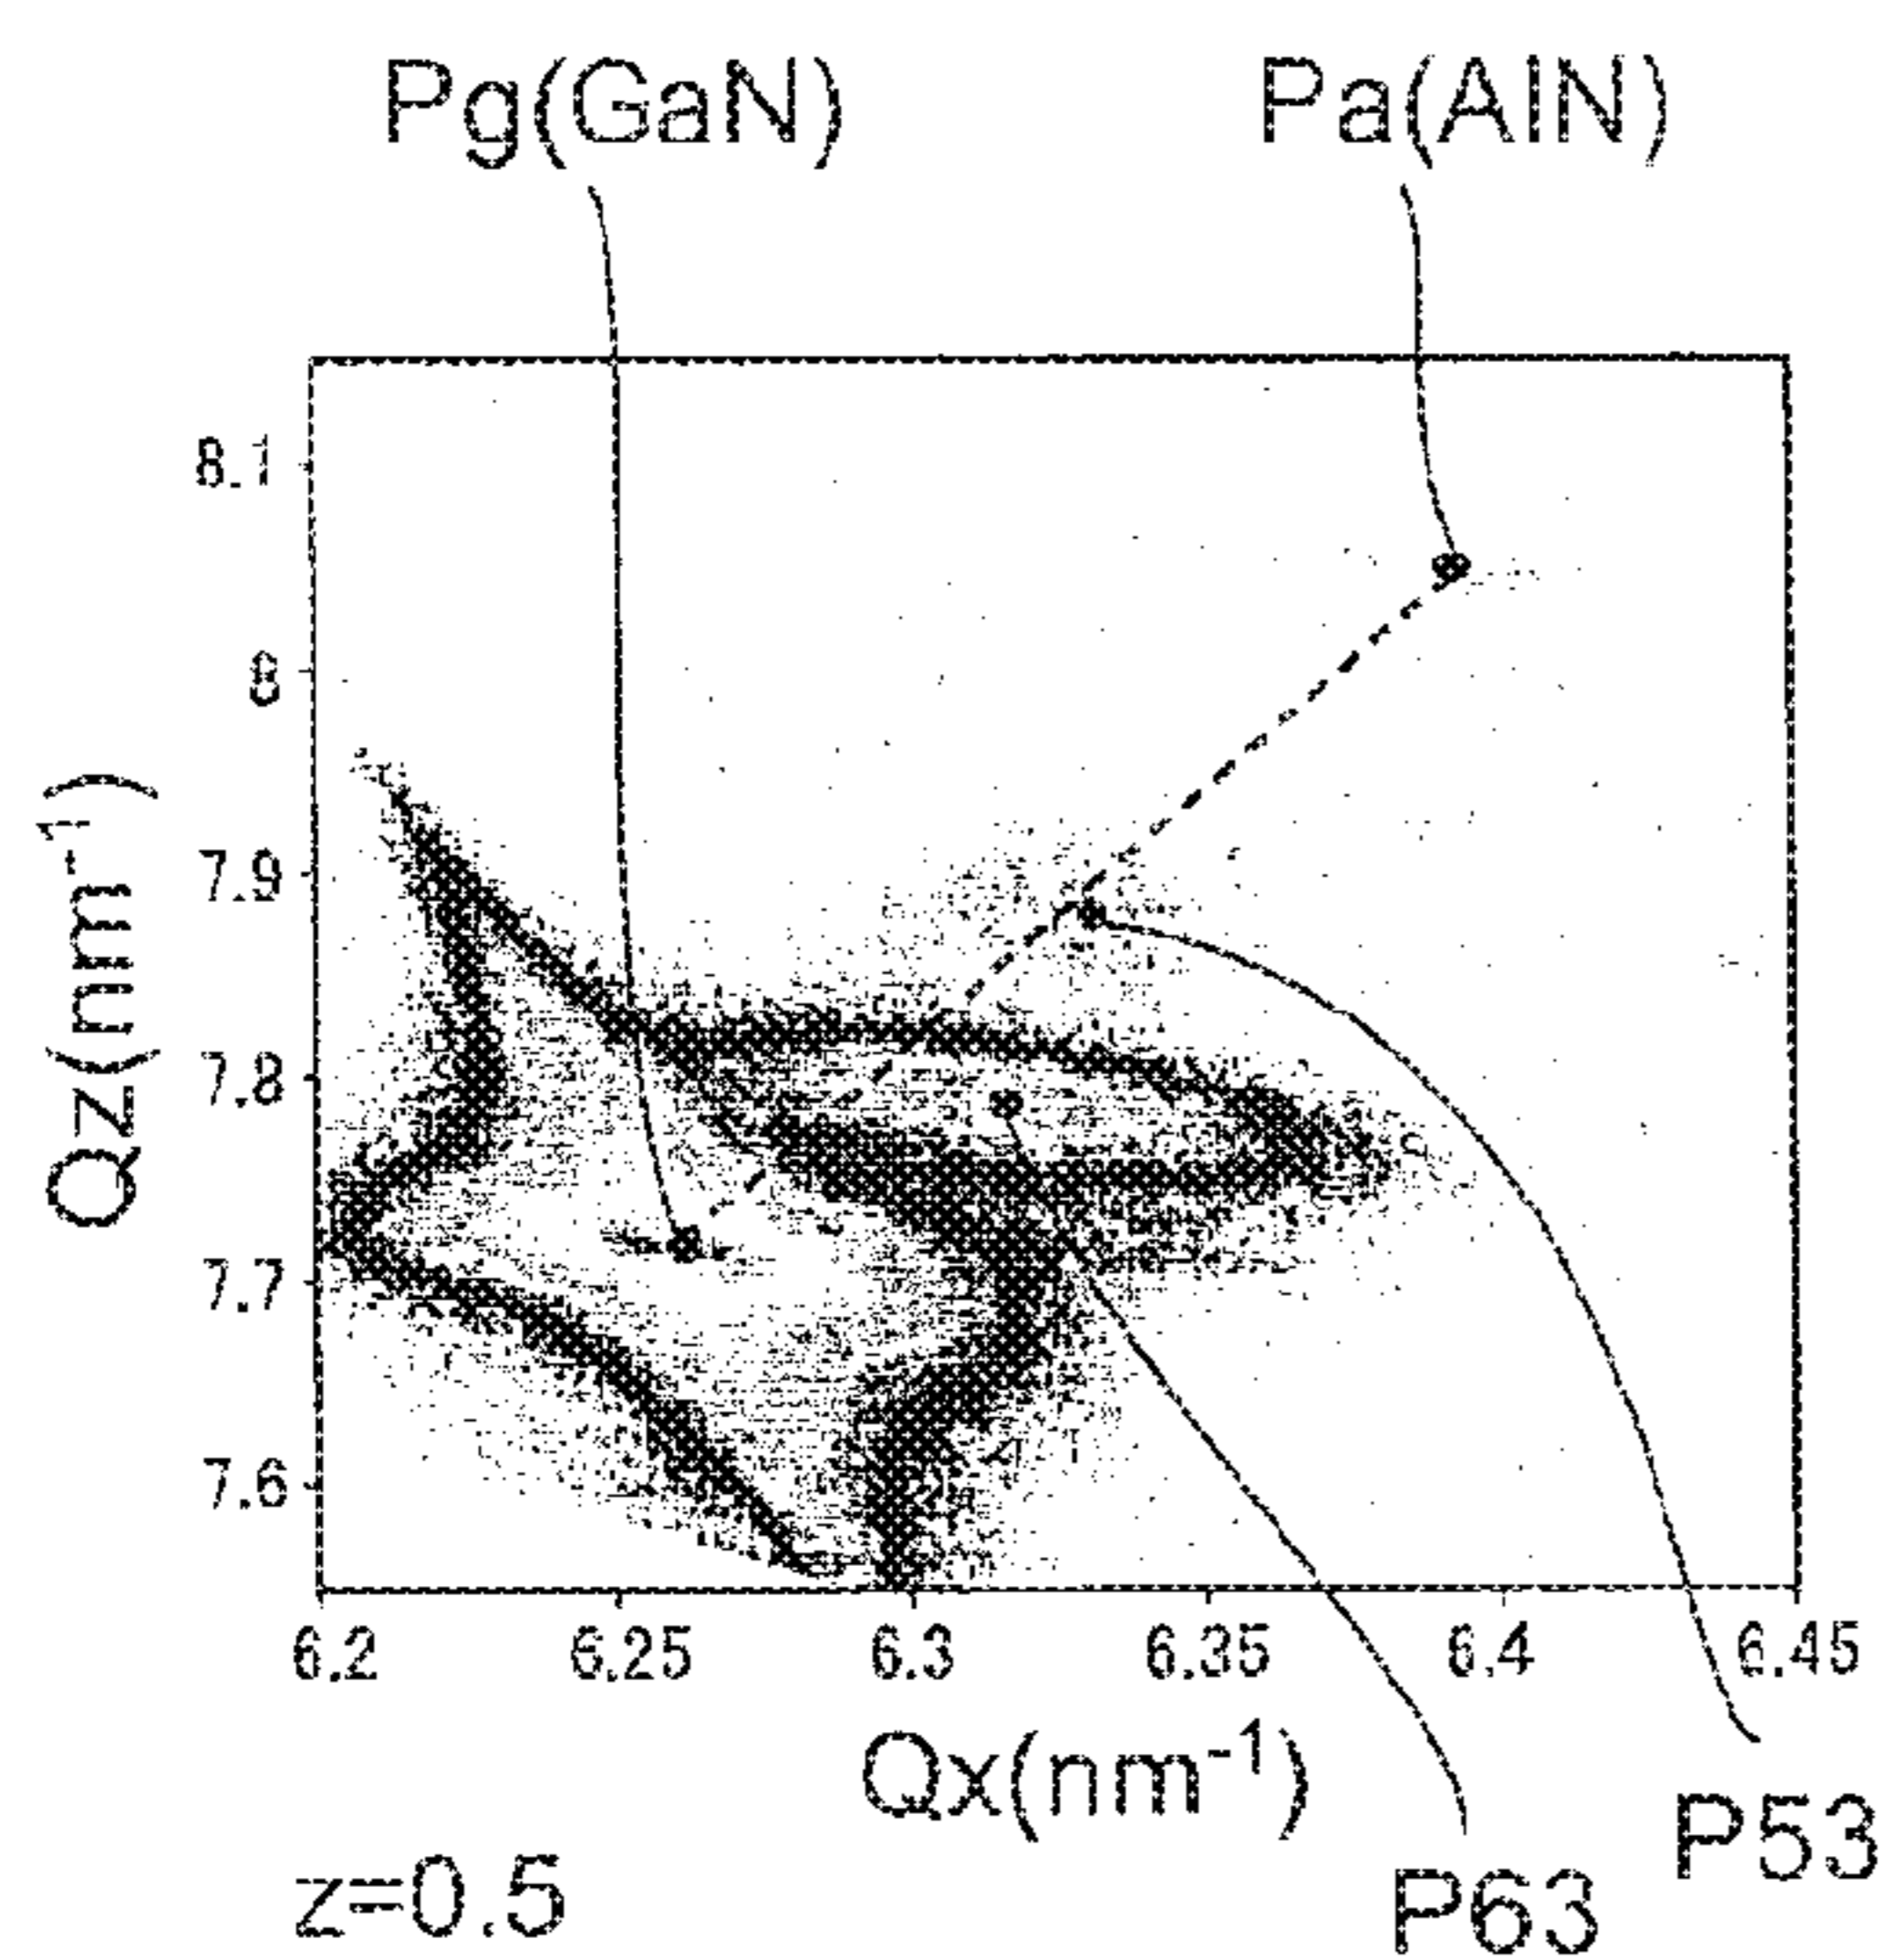 Pg(GaN) Pa(AlN)
8.1
8
7.9
7.8
7.7
7.6
Qz(nm⁻¹)
6.2 6.25 6.3 6.35 6.4 6.45
Qx(nm⁻¹)
P53
P63
z=0.5